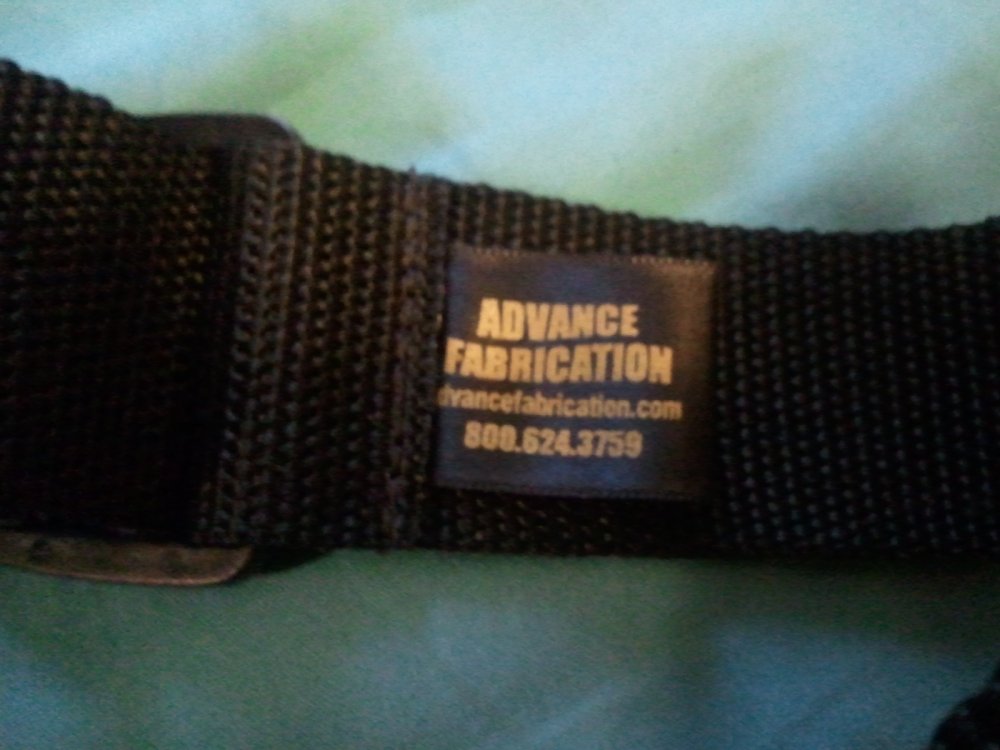 ADVANCE
FABRICATION
dvancefabrication.com
800.624.3759